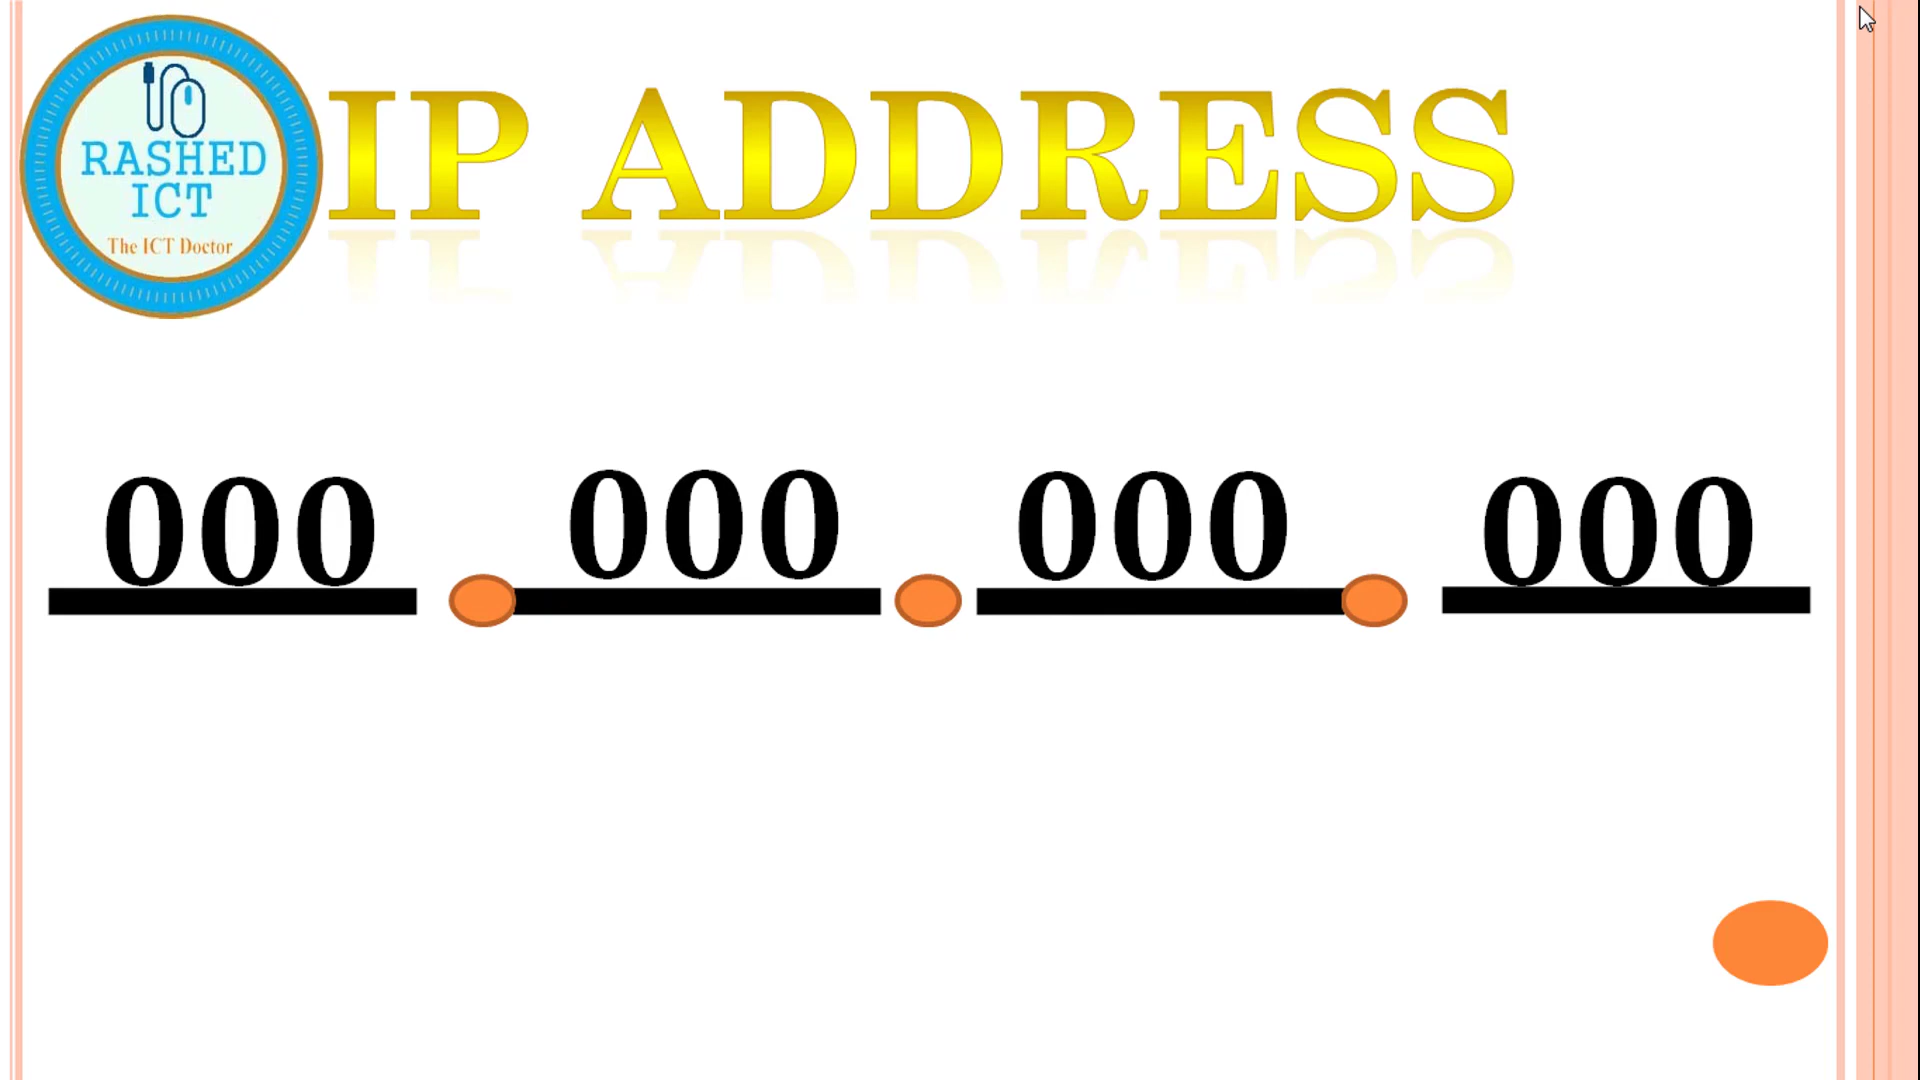 RASHED
ICT
The ICT Doctor
IP ADDRESS
000 . 000 . 000 . 000